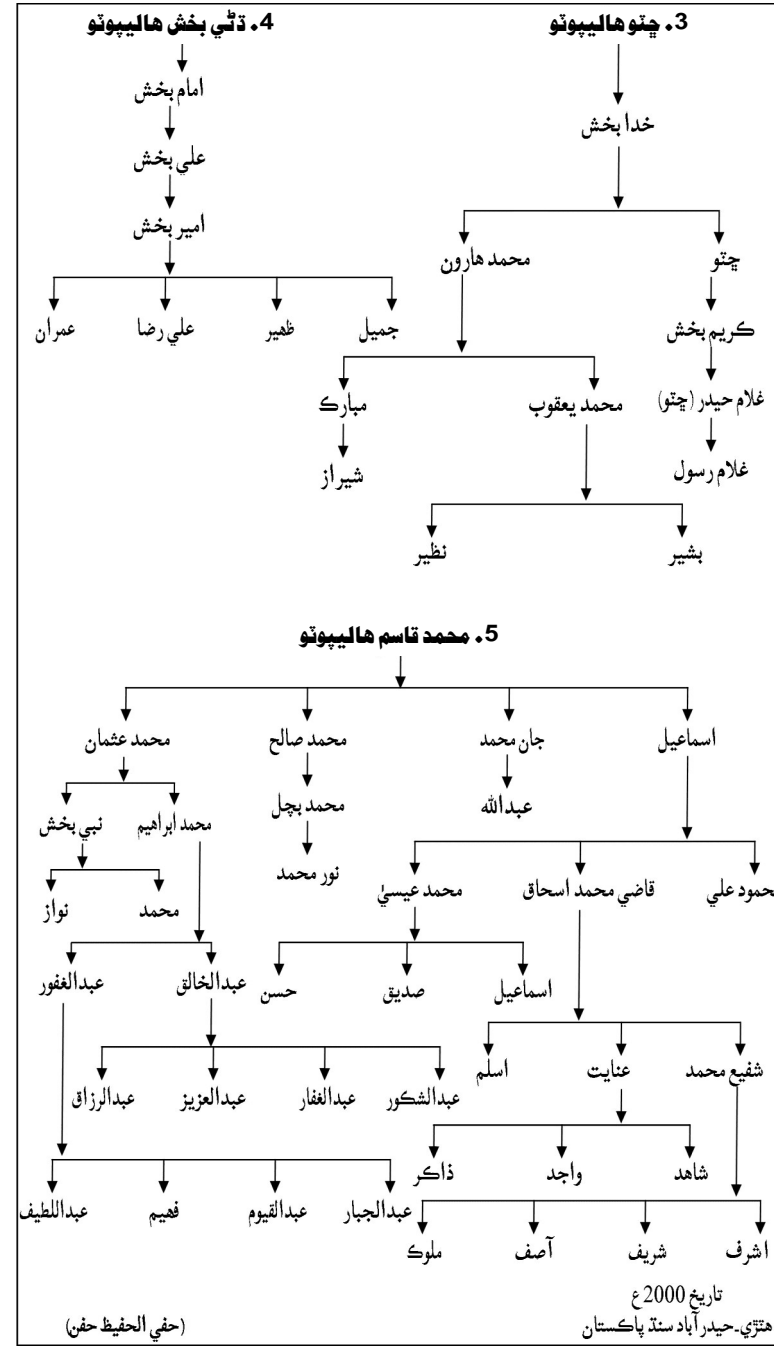 3. ڇٽو هاليپوٽو
4. ڌڻي بخش هاليپوٽو
امام بخش
خدا بخش
علي بخش
امير بخش
ڇٽو
محمد هارون
جميل
ظهير
علي رضا
عمران
ڪريم بخش
غلام حيدر (ڇٽو)
محمد يعقوب
مبارڪ
غلام رسول
شيراز
بشير
نظير
5. محمد قاسم هاليپوٽو
اسماعيل
جان محمد
محمد صالح
محمد عثمان
عبدالله
محمد بچل
محمد ابراهيم
نبي بخش
نور محمد
محمود علي
قاضي محمد اسحاق
محمد عيسيٰ
محمد
نواز
اسماعيل
صديق
حسن
عبدالخالق
عبدالغفور
شفيع محمد
عنايت
اسلم
عبدالشڪور
عبدالغفار
عبدالعزيز
عبدالرزاق
شاهد
واجد
ذاڪر
عبدالجبار
عبدالقيوم
فهيم
عبداللطيف
اشرف
شريف
آصف
ملوڪ
تاريخ 2000ع
هٽڙي۔حيدرآباد سنڌ پاڪستان
(حفي الحفيظ حفن)